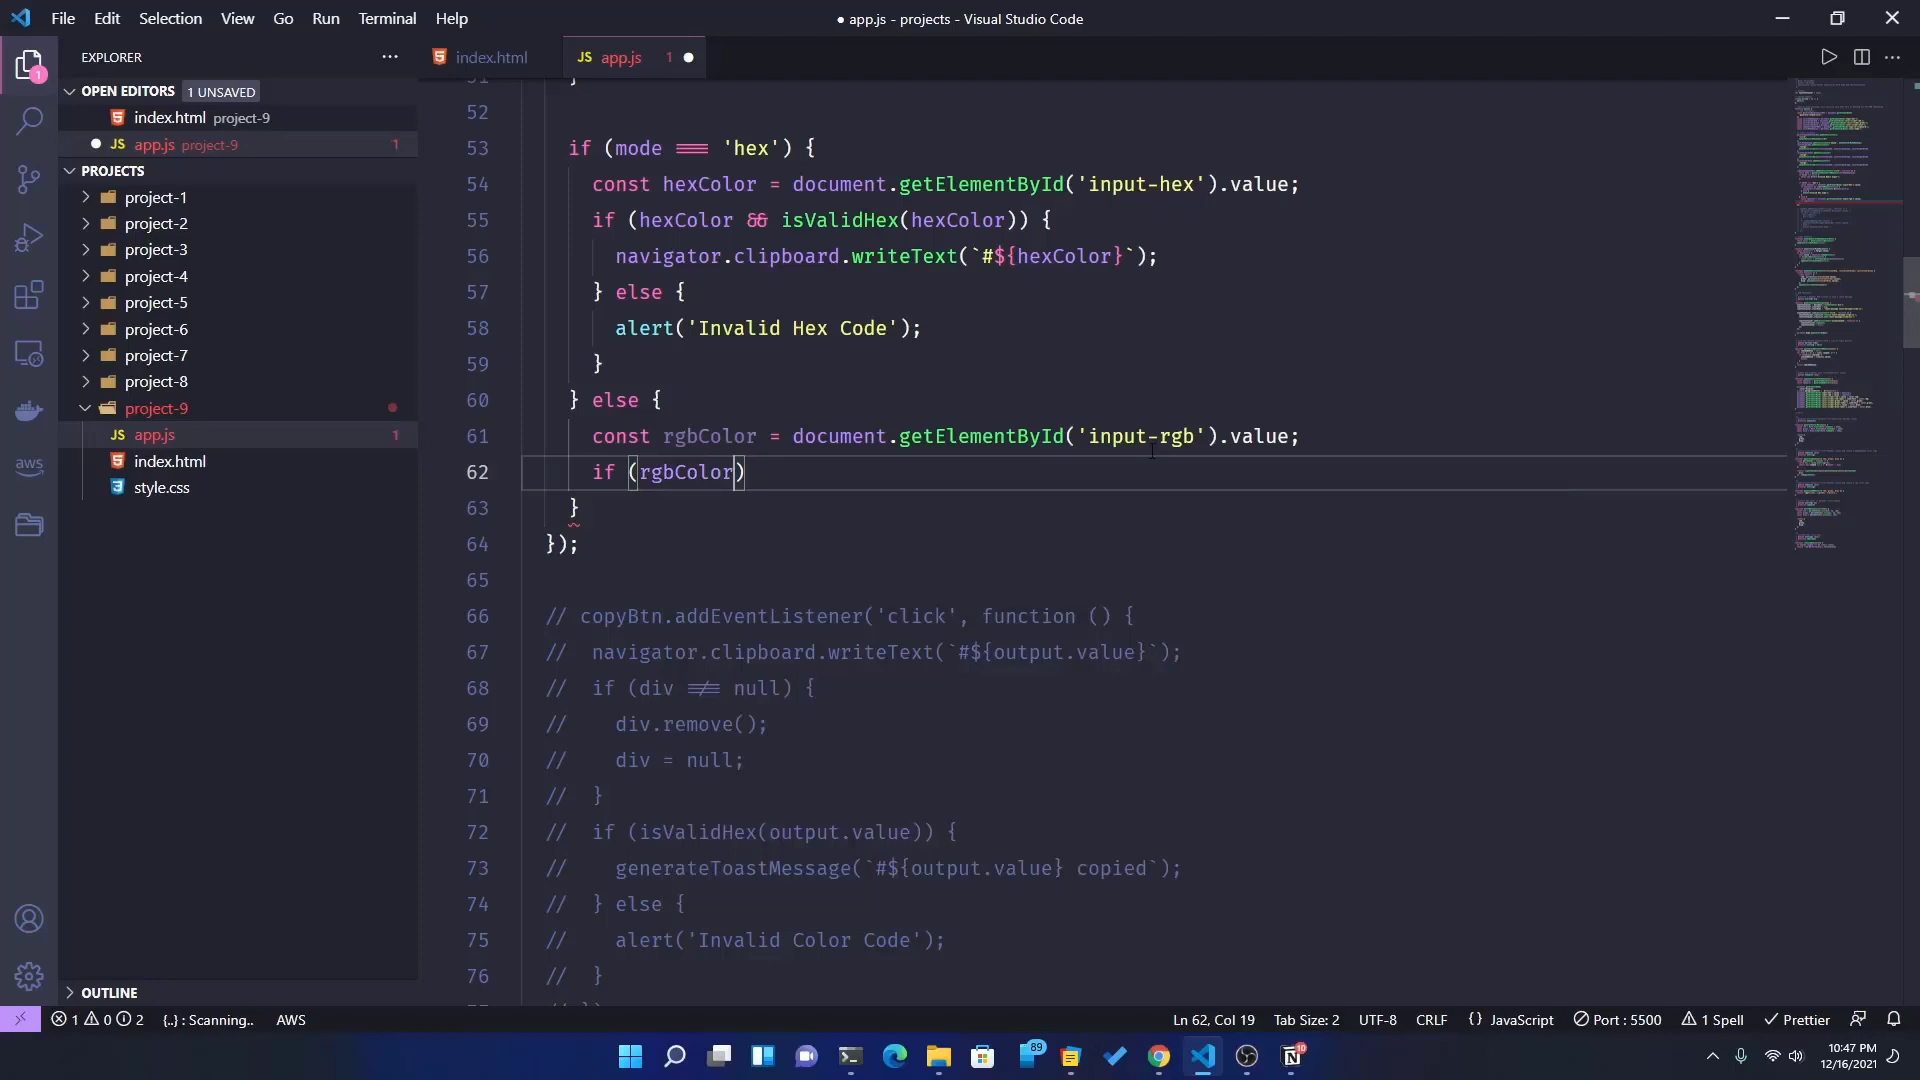 File Edit Selection View Go Run Terminal Help
● app.js - projects - Visual Studio Code
EXPLORER
index.html
JS app.js 1
OPEN EDITORS 1 UNSAVED
index.html project-9
JS app.js project-9 1
PROJECTS
project-1
project-2
project-3
project-4
project-5
project-6
project-7
project-8
project-9
JS app.js 1
index.html
style.css
OUTLINE
1
aws
51 }
52
53 if (mode === 'hex') {
54 const hexColor = document.getElementById('input-hex').value;
55 if (hexColor && isValidHex(hexColor)) {
56 navigator.clipboard.writeText(`#${hexColor}`);
57 } else {
58 alert('Invalid Hex Code');
59 }
60 } else {
61 const rgbColor = document.getElementById('input-rgb').value;
62 if (rgbColor)
63 }
64 });
65
66 // copyBtn.addEventListener('click', function () {
67 // navigator.clipboard.writeText(`#${output.value}`);
68 // if (div !== null) {
69 // div.remove();
70 // div = null;
71 // }
72 // if (isValidHex(output.value)) {
73 // generateToastMessage(`#${output.value} copied`);
74 // } else {
75 // alert('Invalid Color Code');
76 // }
1 0 2 {..} : Scanning.. AWS
Ln 62, Col 19 Tab Size: 2 UTF-8 CRLF {} JavaScript Port : 5500 1 Spell Prettier
89
10
10:47 PM
12/16/2021